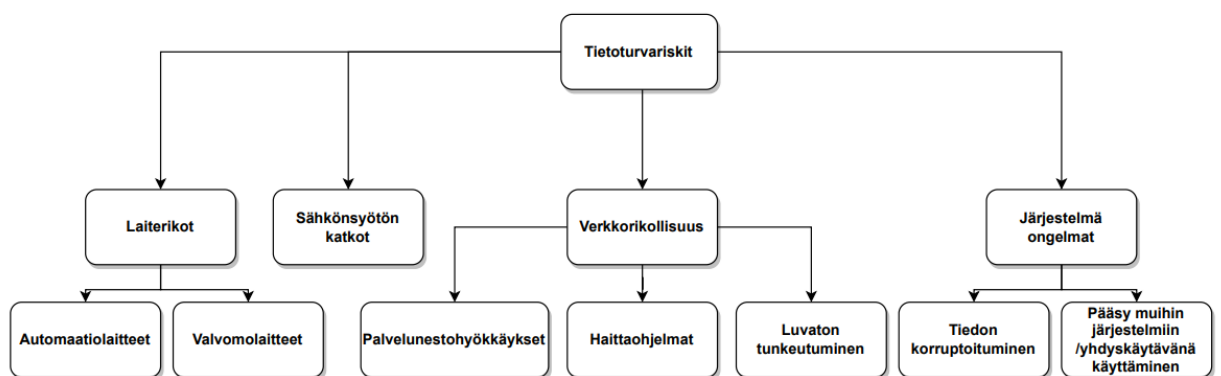 Tietoturvariskit
Laiterikot
Sähkönsyötön
katkot
Verkkorikollisuus
Järjestelmä
ongelmat
Automaatiolaitteet
Valvomolaitteet
Palvelunestohyökkäykset
Haittaohjelmat
Luvaton
tunkeutuminen
Tiedon
korruptoituminen
Pääsy muihin
järjestelmiin
/yhdyskäytävänä
käyttäminen